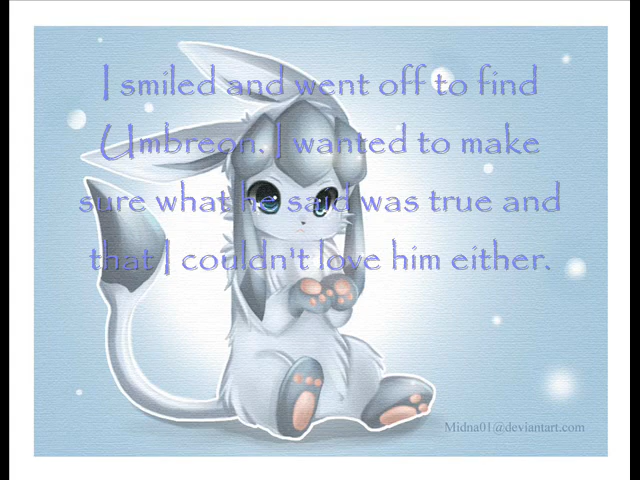 I smiled and went off to find
Umbreon. I wanted to make
sure what he said was true and
that I couldn't love him either.
Midna01@deviantart.com